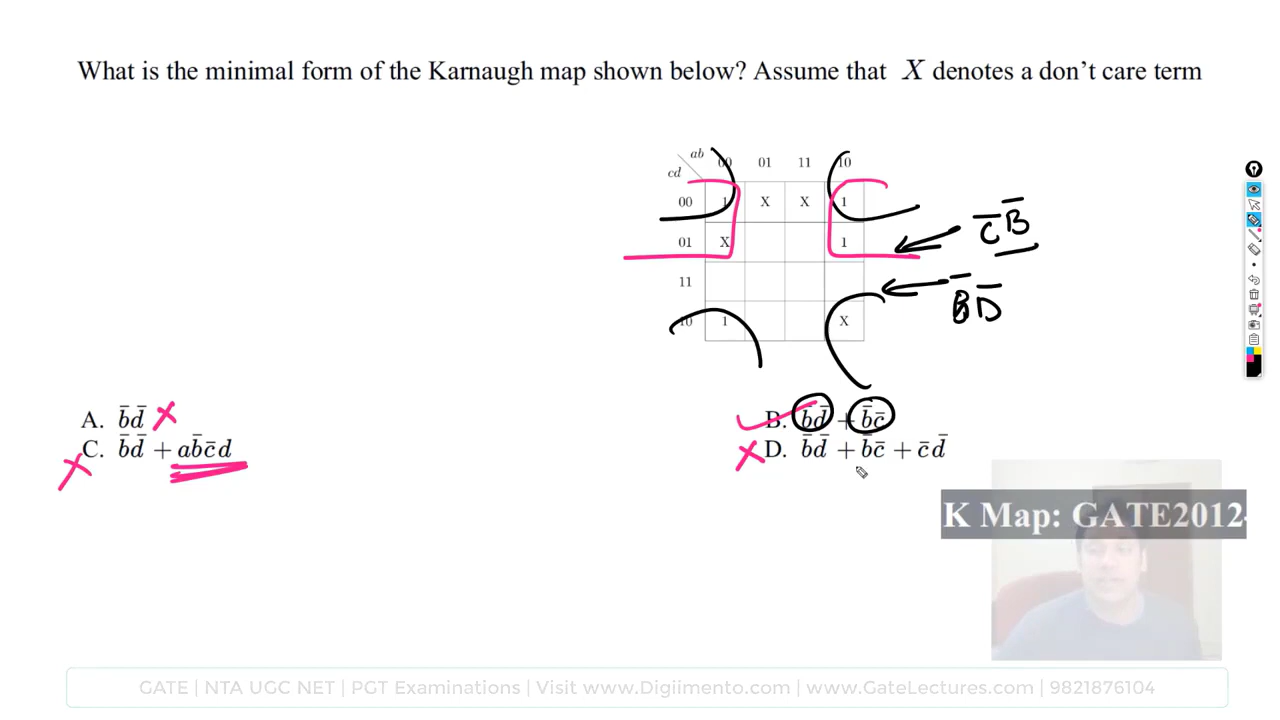 What is the minimal form of the Karnaugh map shown below? Assume that X denotes a don't care term
ab
cd
00 01 11 10
00 1 X X 1
01 X 1
11
10 1 X
C̅ B̅
B̅ D̅
A. b̄d̄
B. b̄d̄ + b̄c̄
C. b̄d̄ + ab̄c̄d
D. b̄d̄ + b̄c̄ + c̄d̄
K Map: GATE2012-
GATE | NTA UGC NET | PGT Examinations | Visit www.Digiimento.com | www.GateLectures.com | 9821876104